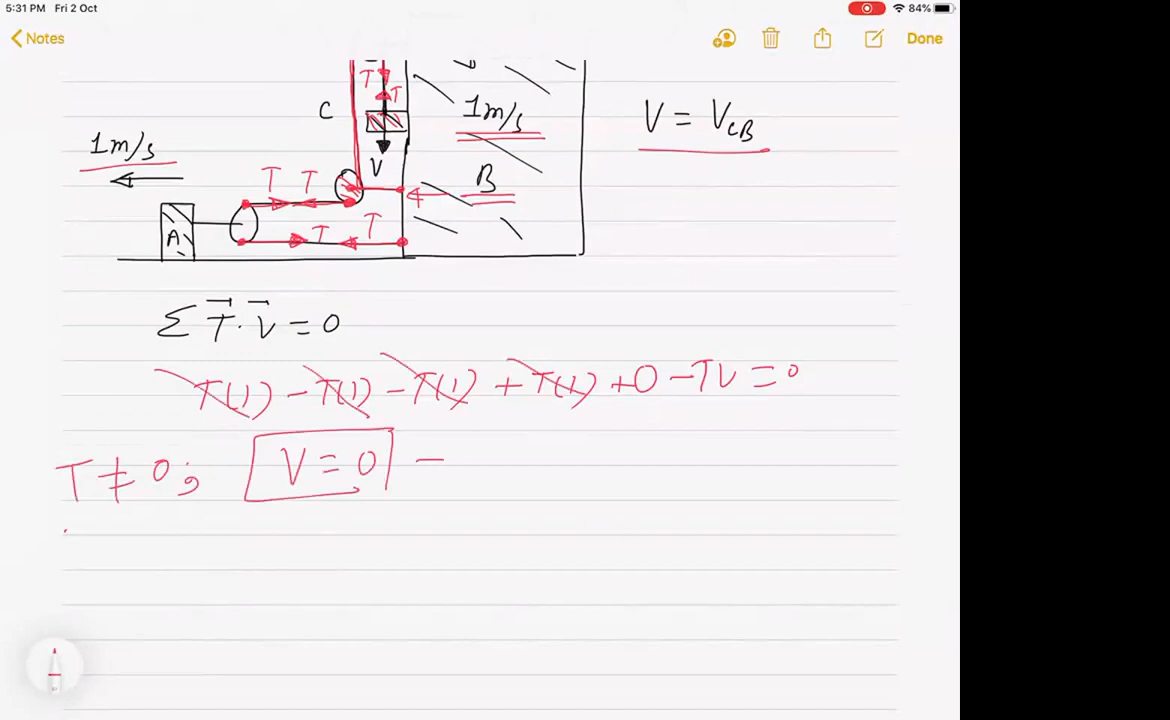 5:31 PM Fri 2 Oct
84%
Notes
Done
T
T
C
1m/s
V = V_CB
1m/s
V
B
T T
T
T
A
Σ T⃗ . V⃗ = 0
T(1) - T(1) - T(1) + T(1) + 0 - TV = 0
T ≠ 0 ; V = 0 -